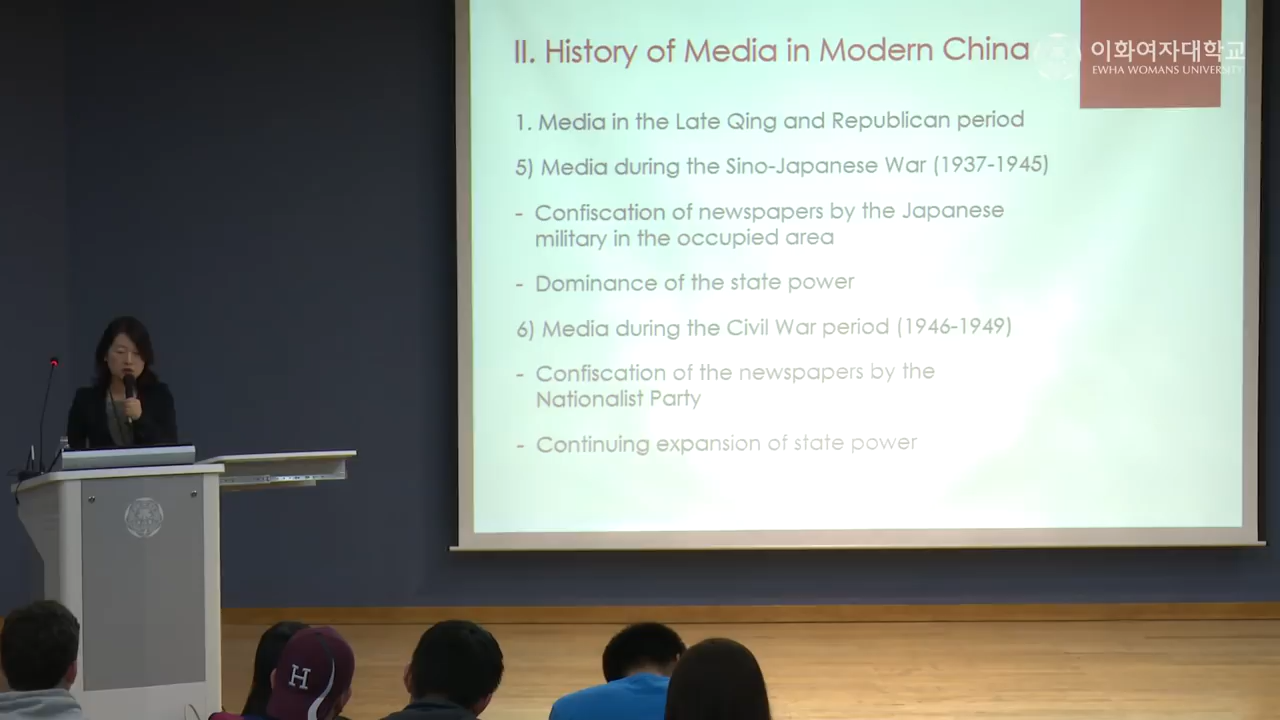 II. History of Media in Modern China
이화여자대학교
EWHA WOMANS UNIVERSITY
1. Media in the Late Qing and Republican period
5) Media during the Sino-Japanese War (1937-1945)
- Confiscation of newspapers by the Japanese
military in the occupied area
- Dominance of the state power
6) Media during the Civil War period (1946-1949)
- Confiscation of the newspapers by the
Nationalist Party
- Continuing expansion of state power
H